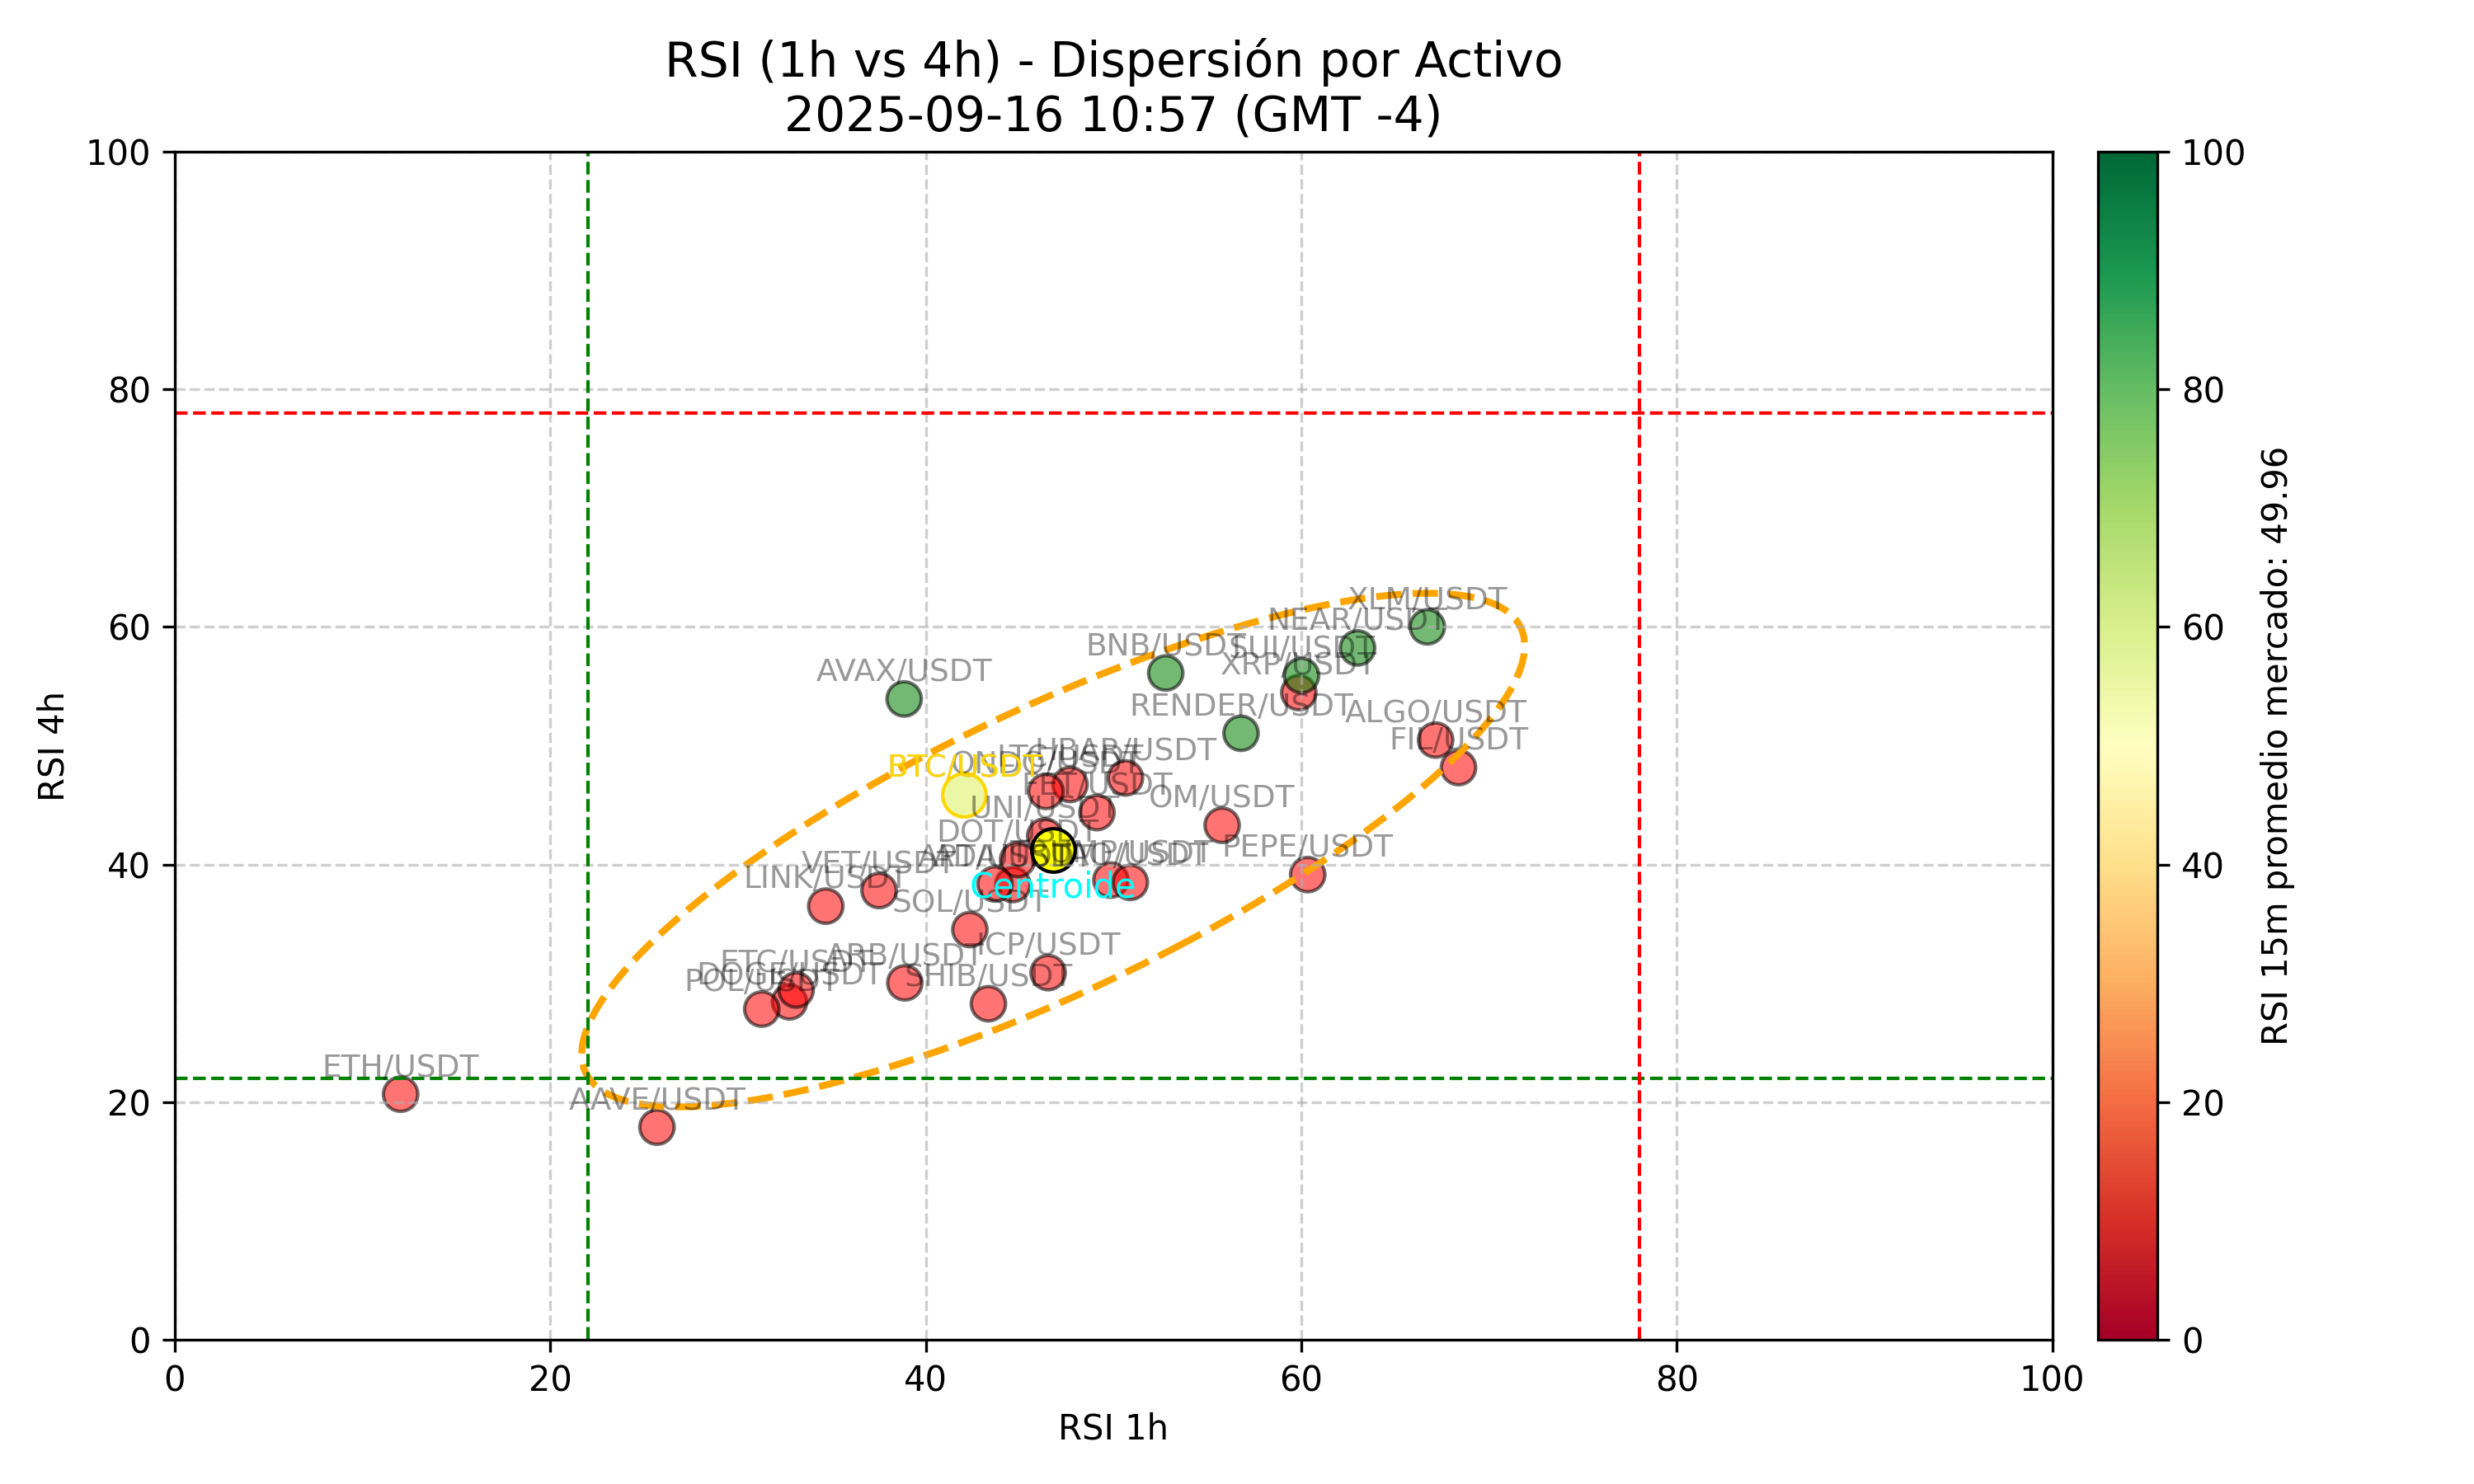 RSI (1h vs 4h) - Dispersión por Activo
2025-09-16 10:57 (GMT -4)
100
80
60
40
20
0
RSI 4h
XLM/USDT
NEAR/USDT
BNB/USDT
SUI/USDT
XRP/USDT
AVAX/USDT
RENDER/USDT
ALGO/USDT
FIL/USDT
BTC/USDT
LTC/USDT
OM/USDT
UNI/USDT
DOT/USDT
PEPE/USDT
VET/USDT
LINK/USDT
Centroide
SOL/USDT
ICP/USDT
ARB/USDT
ETC/USDT
DOGE/USDT
POL/USDT
SHIB/USDT
ETH/USDT
AAVE/USDT
0
20
40
60
80
100
RSI 1h
100
80
60
40
20
0
RSI 15m promedio mercado: 49.96